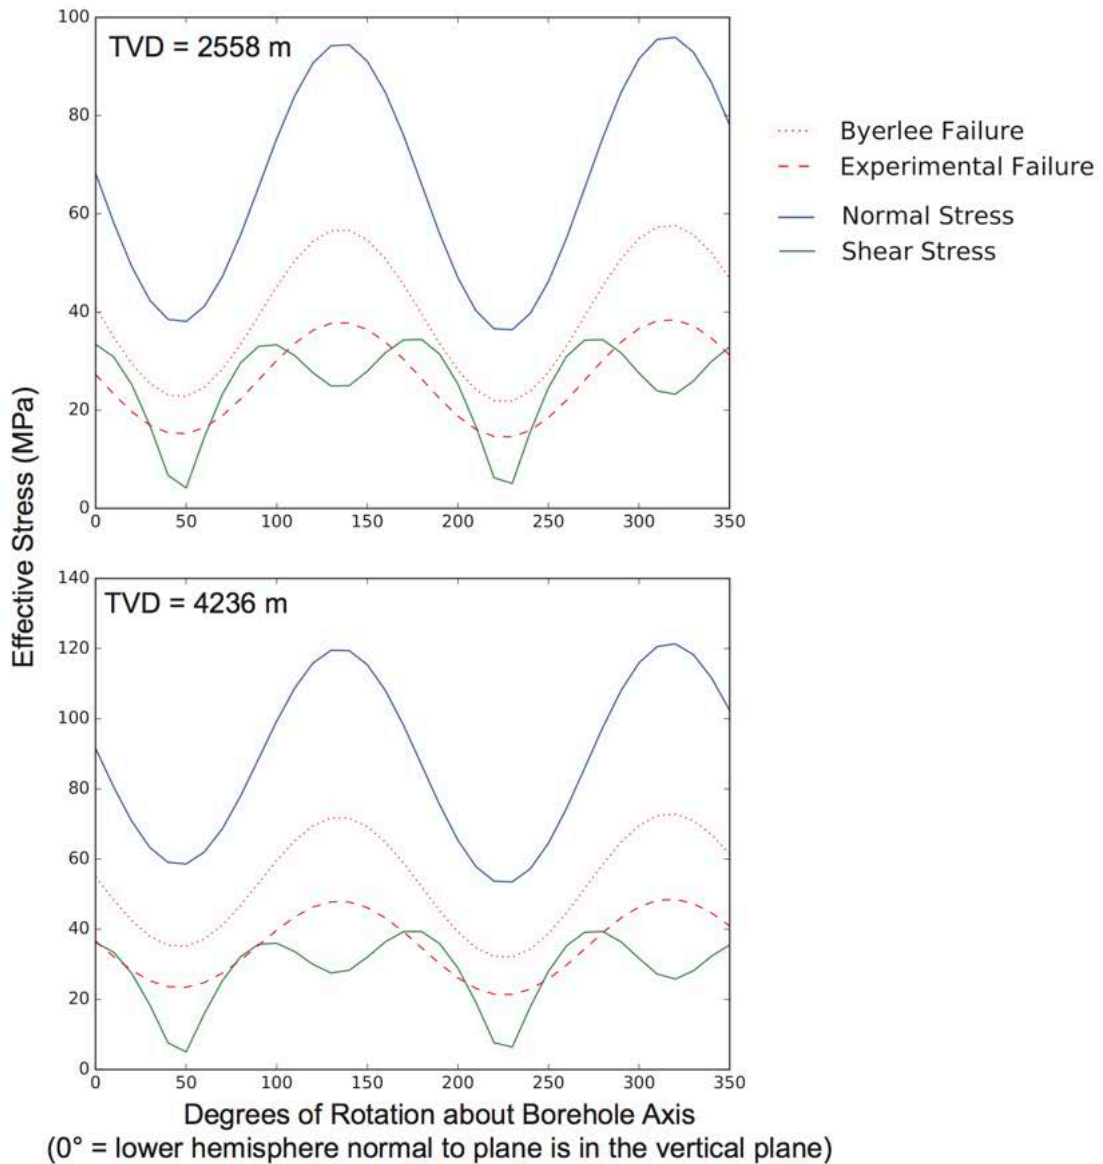 TVD = 2558 m
100
80
60
40
20
0
0 50 100 150 200 250 300 350
Byerlee Failure
Experimental Failure
Normal Stress
Shear Stress
Effective Stress (MPa)
TVD = 4236 m
140
120
100
80
60
40
20
0
0 50 100 150 200 250 300 350
Degrees of Rotation about Borehole Axis
(0° = lower hemisphere normal to plane is in the vertical plane)